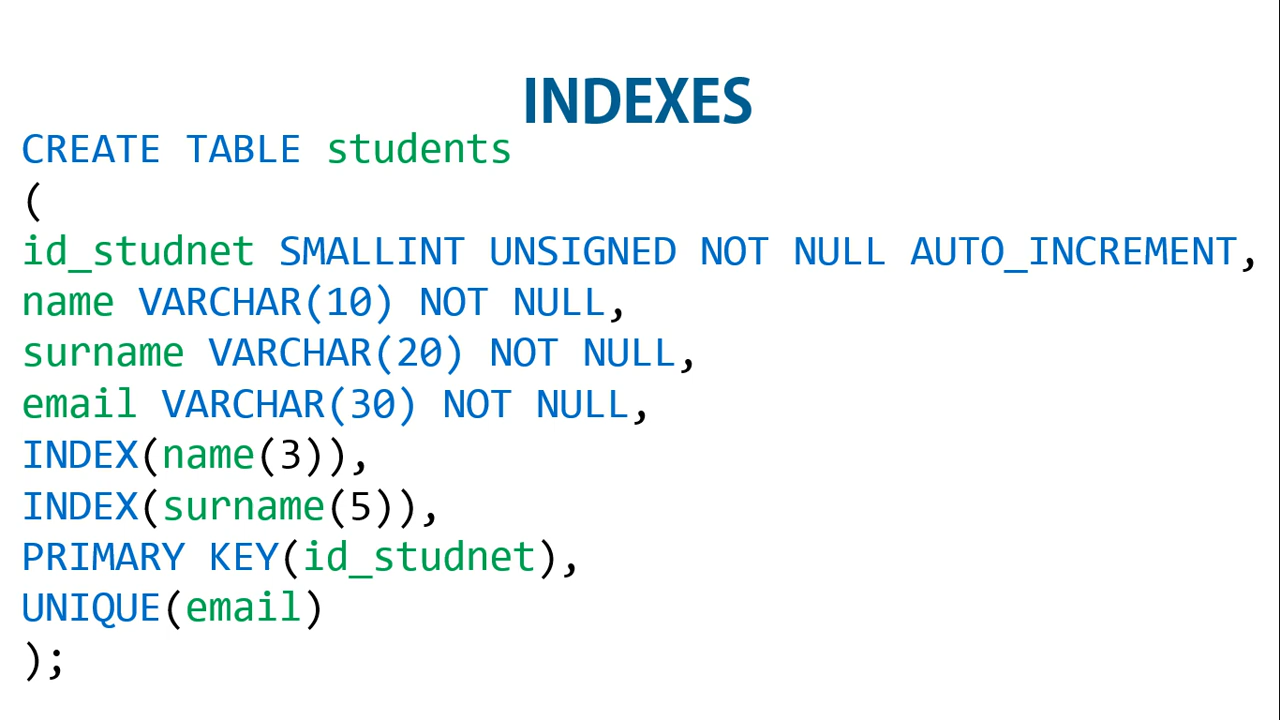 INDEXES
CREATE TABLE students
(
id_studnet SMALLINT UNSIGNED NOT NULL AUTO_INCREMENT,
name VARCHAR(10) NOT NULL,
surname VARCHAR(20) NOT NULL,
email VARCHAR(30) NOT NULL,
INDEX(name(3)),
INDEX(surname(5)),
PRIMARY KEY(id_studnet),
UNIQUE(email)
);